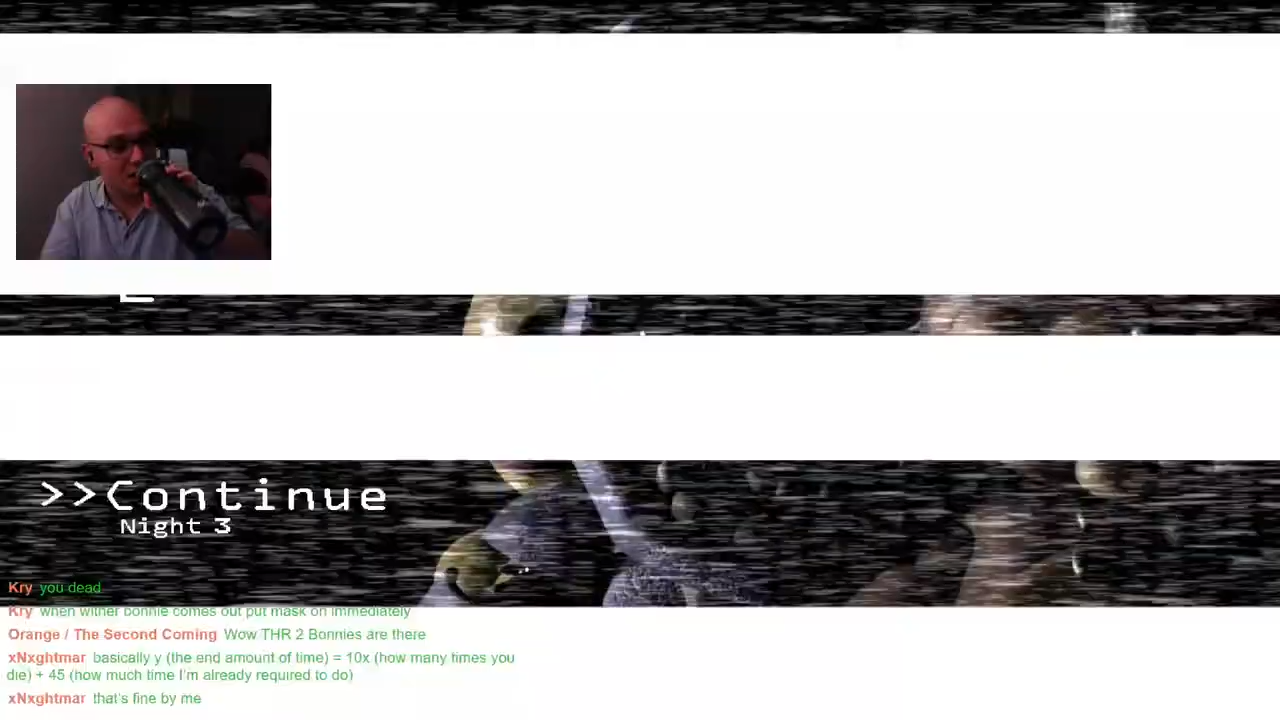 >>Continue
Night 3
Kry you dead
Kry when wither bonnie comes out put mask on immediately
Orange / The Second Coming Wow THR 2 Bonnies are there
xNxghtmar basically y (the end amount of time) = 10x (how many times you
die) + 45 (how much time I'm already required to do)
xNxghtmar that's fine by me